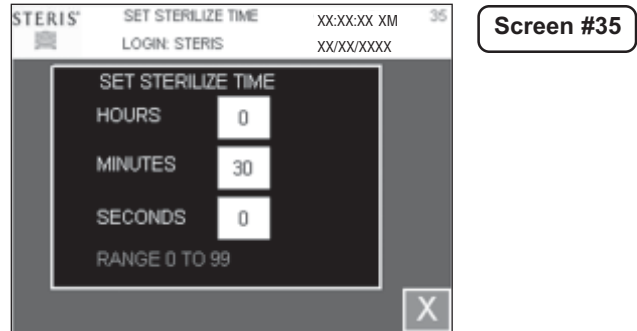 STERIS® SET STERILIZE TIME XX:XX:XX XM 35
LOGIN: STERIS XX/XX/XXXX
SET STERILIZE TIME
HOURS 0
MINUTES 30
SECONDS 0
RANGE 0 TO 99
X
Screen #35